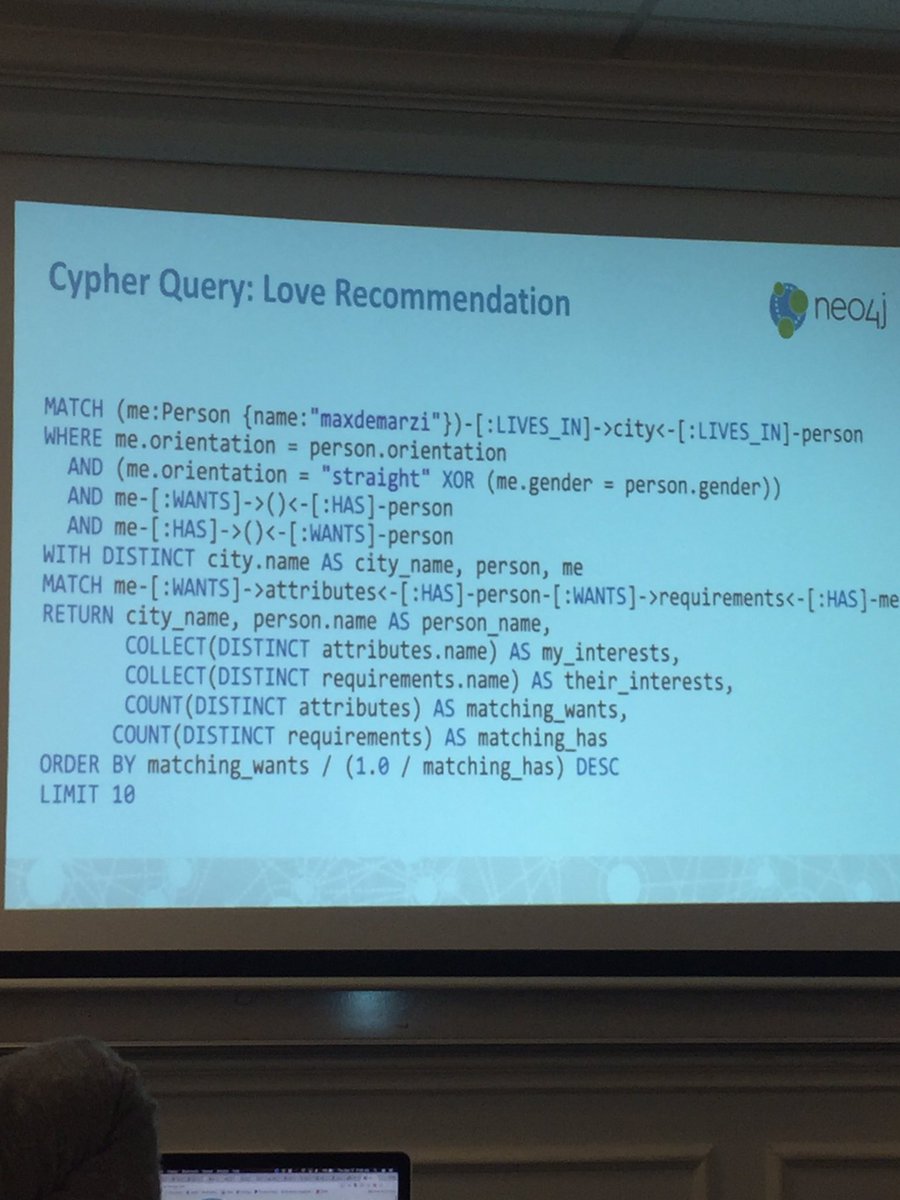 Cypher Query: Love Recommendation
neo4j
MATCH (me:Person {name:"maxdemarzi"})-[:LIVES_IN]->city<-[:LIVES_IN]-person
WHERE me.orientation = person.orientation
AND (me.orientation = "straight" XOR (me.gender = person.gender))
AND me-[:WANTS]->()<-[:HAS]-person
AND me-[:HAS]->()<-[:WANTS]-person
WITH DISTINCT city.name AS city_name, person, me
MATCH me-[:WANTS]->attributes<-[:HAS]-person-[:WANTS]->requirements<-[:HAS]-me
RETURN city_name, person.name AS person_name,
COLLECT(DISTINCT attributes.name) AS my_interests,
COLLECT(DISTINCT requirements.name) AS their_interests,
COUNT(DISTINCT attributes) AS matching_wants,
COUNT(DISTINCT requirements) AS matching_has
ORDER BY matching_wants / (1.0 / matching_has) DESC
LIMIT 10